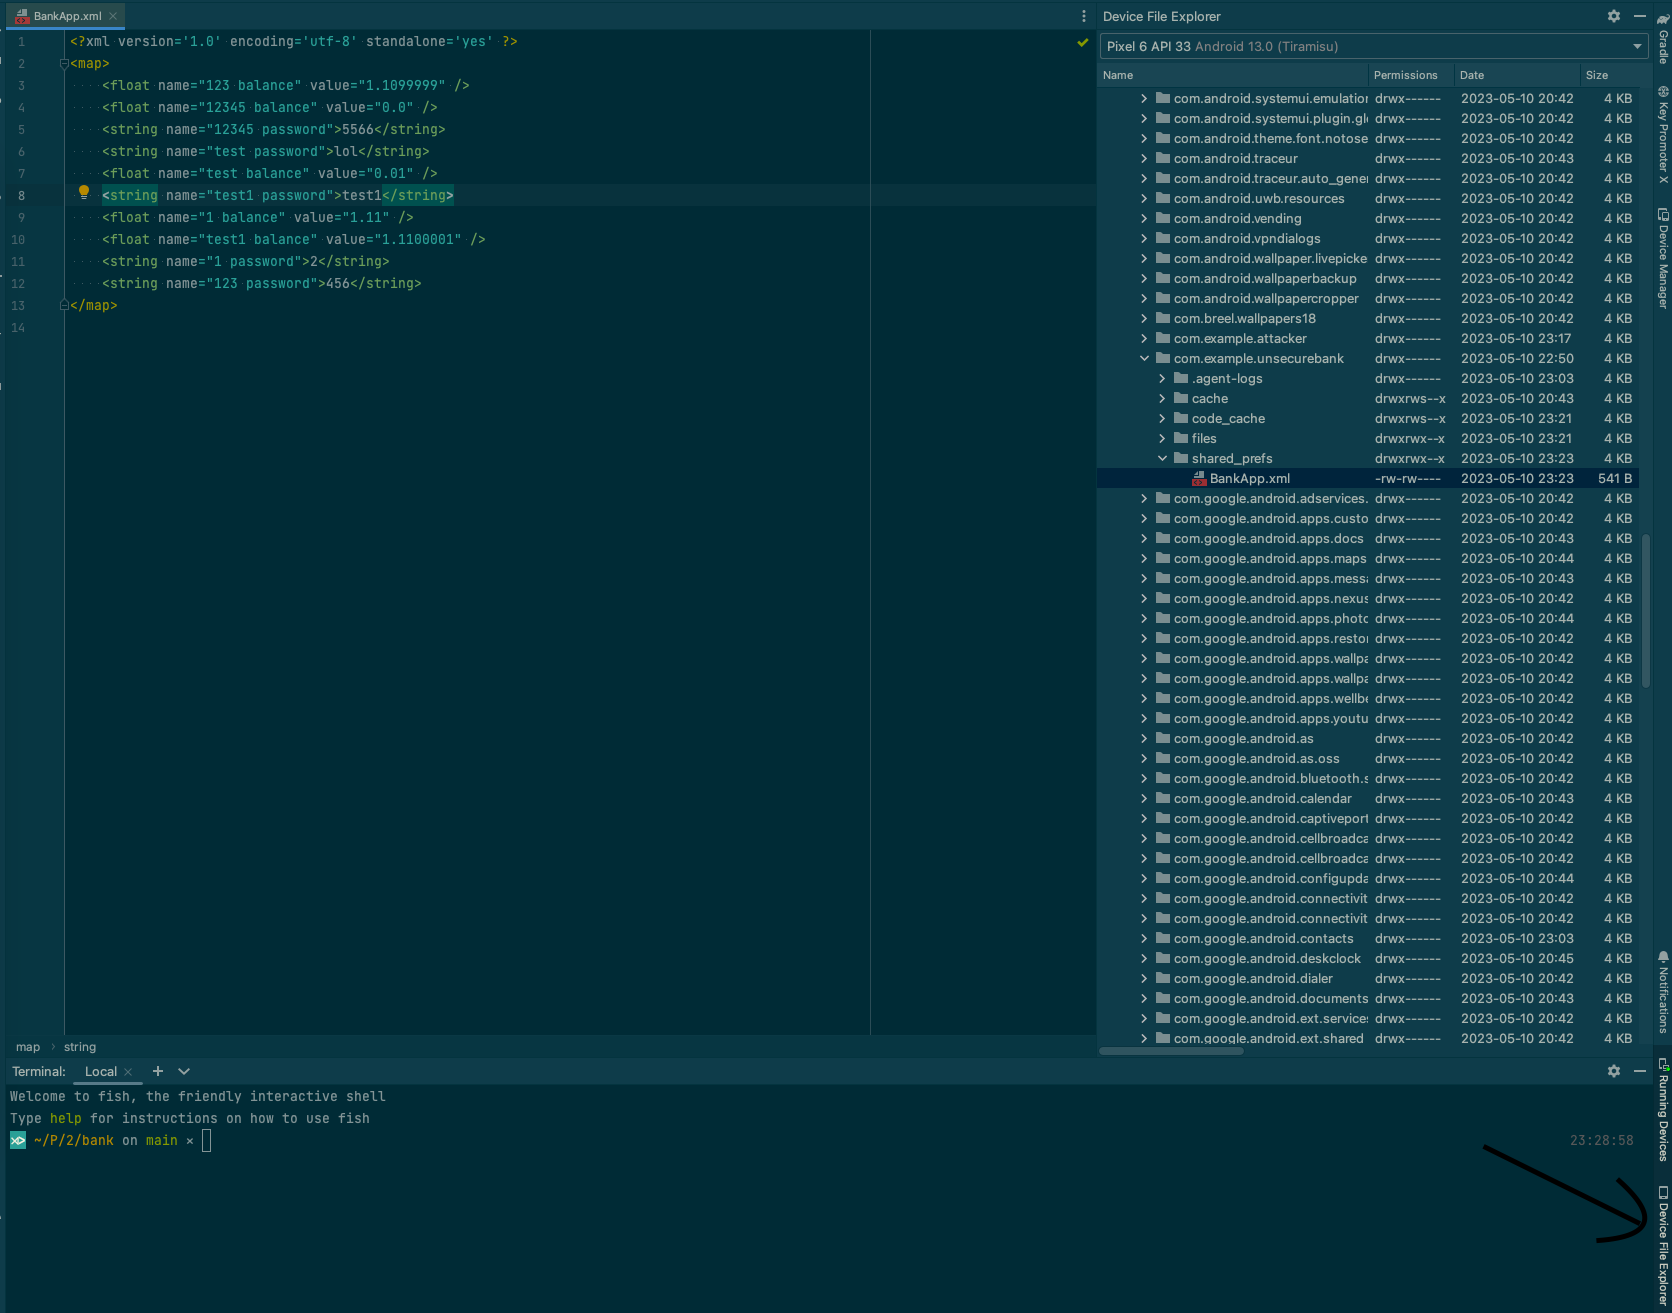 BankApp.xml
1 <?xml version='1.0' encoding='utf-8' standalone='yes' ?>
2 <map>
3 <float name="123 balance" value="1.1099999" />
4 <float name="12345 balance" value="0.0" />
5 <string name="12345 password">5566</string>
6 <string name="test password">lol</string>
7 <float name="test balance" value="0.01" />
8 <string name="test1 password">test1</string>
9 <float name="1 balance" value="1.11" />
10 <float name="test1 balance" value="1.1100001" />
11 <string name="1 password">2</string>
12 <string name="123 password">456</string>
13 </map>
14
map › string
Device File Explorer
Pixel 6 API 33 Android 13.0 (Tiramisu)
Name Permissions Date Size
com.android.systemui.emulation drwx------ 2023-05-10 20:42 4 KB
com.android.systemui.plugin.gl drwx------ 2023-05-10 20:42 4 KB
com.android.theme.font.notose drwx------ 2023-05-10 20:42 4 KB
com.android.traceur drwx------ 2023-05-10 20:43 4 KB
com.android.traceur.auto_gener drwx------ 2023-05-10 20:42 4 KB
com.android.uwb.resources drwx------ 2023-05-10 20:42 4 KB
com.android.vending drwx------ 2023-05-10 20:42 4 KB
com.android.vpndialogs drwx------ 2023-05-10 20:42 4 KB
com.android.wallpaper.livepicke drwx------ 2023-05-10 20:42 4 KB
com.android.wallpaperbackup drwx------ 2023-05-10 20:42 4 KB
com.android.wallpapercropper drwx------ 2023-05-10 20:42 4 KB
com.breel.wallpapers18 drwx------ 2023-05-10 20:42 4 KB
com.example.attacker drwx------ 2023-05-10 23:17 4 KB
com.example.unsecurebank drwx------ 2023-05-10 22:50 4 KB
.agent-logs drwx------ 2023-05-10 23:03 4 KB
cache drwxrws--x 2023-05-10 20:43 4 KB
code_cache drwxrws--x 2023-05-10 23:21 4 KB
files drwxrwx--x 2023-05-10 23:21 4 KB
shared_prefs drwxrwx--x 2023-05-10 23:23 4 KB
BankApp.xml -rw-rw---- 2023-05-10 23:23 541 B
com.google.android.adservices. drwx------ 2023-05-10 20:42 4 KB
com.google.android.apps.custo drwx------ 2023-05-10 20:42 4 KB
com.google.android.apps.docs drwx------ 2023-05-10 20:43 4 KB
com.google.android.apps.maps drwx------ 2023-05-10 20:44 4 KB
com.google.android.apps.messa drwx------ 2023-05-10 20:43 4 KB
com.google.android.apps.nexus drwx------ 2023-05-10 20:42 4 KB
com.google.android.apps.photo drwx------ 2023-05-10 20:44 4 KB
com.google.android.apps.restor drwx------ 2023-05-10 20:42 4 KB
com.google.android.apps.wallpa drwx------ 2023-05-10 20:42 4 KB
com.google.android.apps.wallpa drwx------ 2023-05-10 20:42 4 KB
com.google.android.apps.wellbe drwx------ 2023-05-10 20:42 4 KB
com.google.android.apps.youtu drwx------ 2023-05-10 20:42 4 KB
com.google.android.as drwx------ 2023-05-10 20:42 4 KB
com.google.android.as.oss drwx------ 2023-05-10 20:42 4 KB
com.google.android.bluetooth.s drwx------ 2023-05-10 20:42 4 KB
com.google.android.calendar drwx------ 2023-05-10 20:43 4 KB
com.google.android.captiveport drwx------ 2023-05-10 20:42 4 KB
com.google.android.cellbroadca drwx------ 2023-05-10 20:42 4 KB
com.google.android.cellbroadca drwx------ 2023-05-10 20:42 4 KB
com.google.android.configupda drwx------ 2023-05-10 20:44 4 KB
com.google.android.connectivit drwx------ 2023-05-10 20:42 4 KB
com.google.android.connectivit drwx------ 2023-05-10 20:42 4 KB
com.google.android.contacts drwx------ 2023-05-10 23:03 4 KB
com.google.android.deskclock drwx------ 2023-05-10 20:45 4 KB
com.google.android.dialer drwx------ 2023-05-10 20:42 4 KB
com.google.android.documents drwx------ 2023-05-10 20:43 4 KB
com.google.android.ext.services drwx------ 2023-05-10 20:42 4 KB
com.google.android.ext.shared drwx------ 2023-05-10 20:42 4 KB
Gradle
Key Promoter X
Device Manager
Notifications
Running Devices
Device File Explorer
Terminal: Local
Welcome to fish, the friendly interactive shell
Type help for instructions on how to use fish
~/P/2/bank on main × 23:28:58